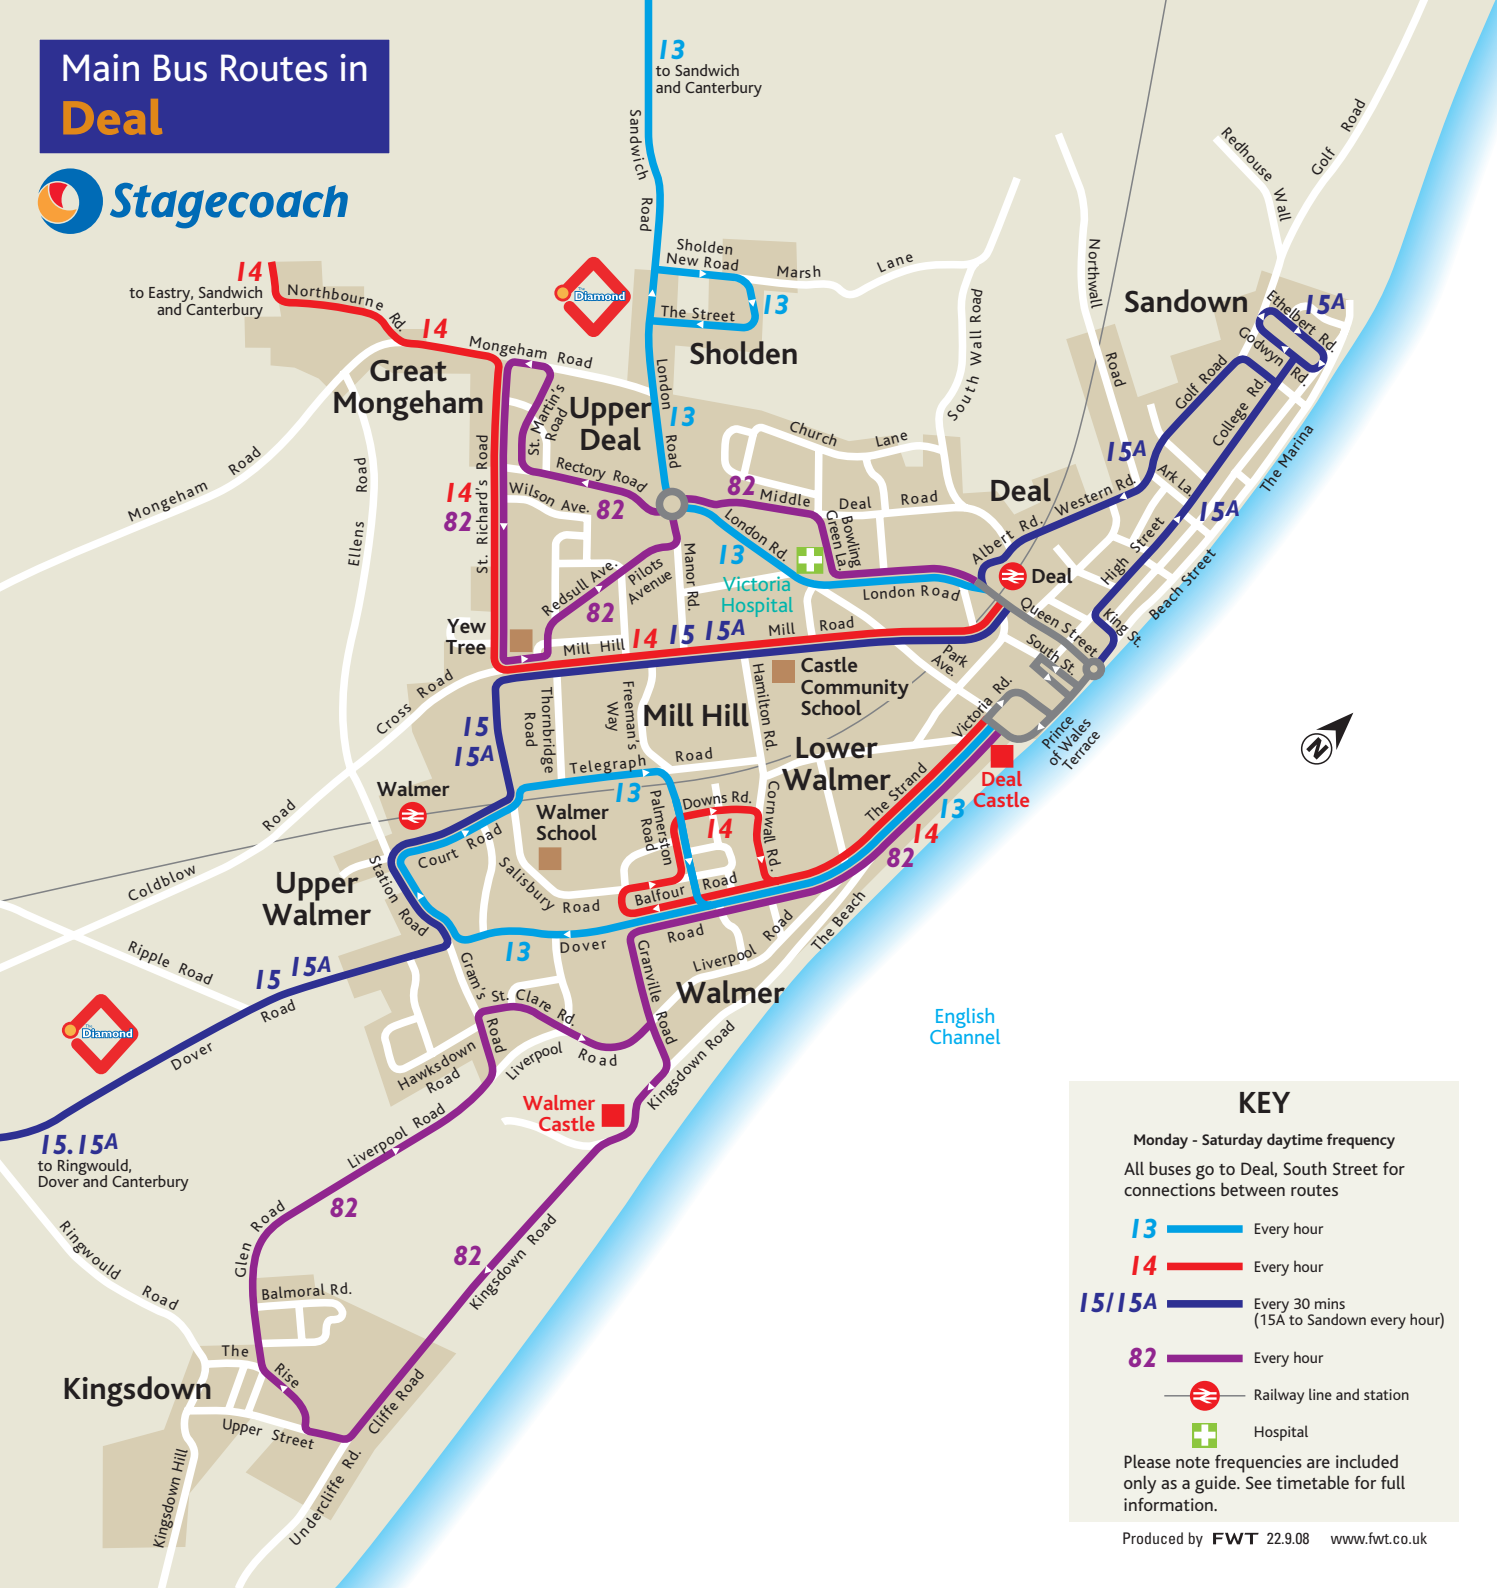 Main Bus Routes in
Deal
Stagecoach
13
to Sandwich
and Canterbury
Sandwich
Road
14
to Eastry, Sandwich
and Canterbury
Northbourne Rd.
14
Great
Mongeham
Mongeham Road
The
Diamond
Sholden
New Road
Marsh Lane
The Street
13
Sholden
South Wall Road
Northwall
Road
Redhouse Wall
Golf Road
Sandown
Ethelbert Rd.
15A
Godwyn Rd.
Golf Road
College Rd.
The Marina
Upper
Deal
London
Road
13
St. Martin's
Road
Church Lane
Mongeham Road
Ellens Road
14
82
St. Richard's Road
Rectory Road
Wilson Ave.
82
82
Middle Deal Road
Bowling
Green La.
London Rd.
13
Deal
Albert Rd.
Western Rd.
15A
Ark La.
15A
High Street
Beach Street
King St.
Deal
Queen Street
South St.
Victoria
Hospital
London Road
Manor Rd.
Pilots
Avenue
Redsull Ave.
82
Yew
Tree
Mill Hill
14 15 15A
Mill Road
Park
Ave.
Castle
Community
School
Cross Road
15
15A
Thornbridge
Road
Freeman's
Way
Mill Hill
Hamilton Rd.
Lower
Walmer
Victoria Rd.
Prince
of Wales
Terrace
Deal
Castle
Walmer
Telegraph Road
13
Walmer
School
Palmerston
Road
Downs Rd.
14
Cornwall Rd.
The Strand
13
14
82
Coldblow Road
Court Road
Station Road
Upper
Walmer
Salisbury Road
Balfour Road
Dover Road
13
Ripple Road
15 15A
Dover Road
The
Diamond
Granville Road
Liverpool Road
The Beach
Walmer
Gram's Road
St. Clare Rd.
Liverpool Road
Hawksdown
Road
Kingsdown Road
English
Channel
Walmer
Castle
15.15A
to Ringwould,
Dover and Canterbury
Liverpool Road
82
Glen Road
Ringwould Road
82
Kingsdown Road
Balmoral Rd.
The Rise
Kingsdown
Upper Street
Cliffe Road
Kingsdown Hill
Undercliffe Rd.
N
KEY
Monday - Saturday daytime frequency
All buses go to Deal, South Street for
connections between routes
13 Every hour
14 Every hour
15/15A Every 30 mins
(15A to Sandown every hour)
82 Every hour
Railway line and station
Hospital
Please note frequencies are included
only as a guide. See timetable for full
information.
Produced by FWT 22.9.08 www.fwt.co.uk